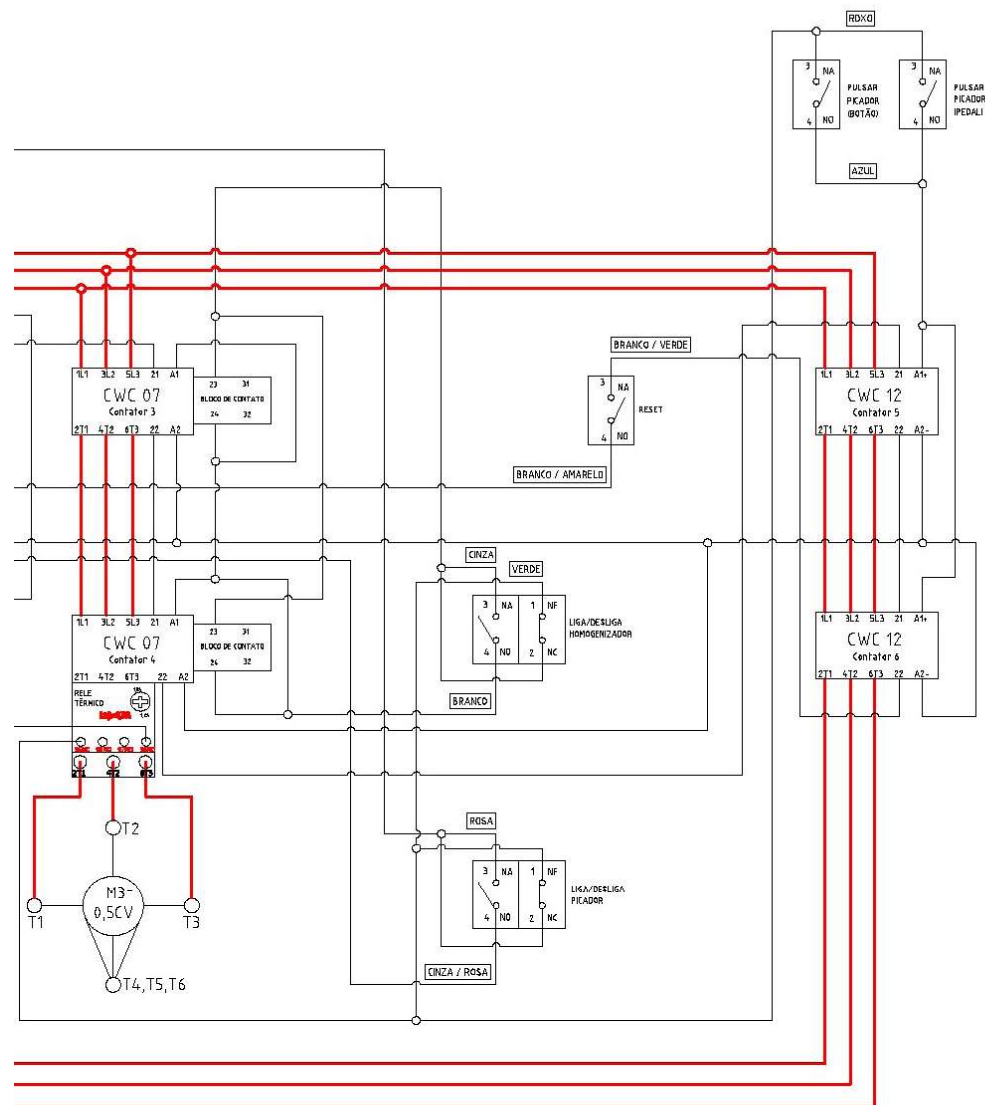 ROXO
3 NA
4 NO
PULSAR
PICADOR
(BOTÃO)
3 NA
4 NO
PULSAR
PICADOR
(PEDAL)
AZUL
1L1 3L2 5L3 21 A1
CWC 07
Contator 3
2T1 4T2 6T3 22 A2
23 31
BLOCO DE CONTATO
24 32
BRANCO / VERDE
3 NA
4 NO
RESET
BRANCO / AMARELO
1L1 3L2 5L3 21 A1+
CWC 12
Contator 5
2T1 4T2 6T3 22 A2-
CINZA
VERDE
3 NA 1 NF
4 NO 2 NC
LIGA/DESLIGA
HOMOGENIZADOR
BRANCO
1L1 3L2 5L3 21 A1
CWC 07
Contator 4
2T1 4T2 6T3 22 A2
23 31
BLOCO DE CONTATO
24 32
1L1 3L2 5L3 21 A1+
CWC 12
Contator 6
2T1 4T2 6T3 22 A2-
RELE
TÉRMICO
2T1 4T2 6T3
T2
M3~
0,5CV
T1
T3
T4,T5,T6
ROSA
3 NA 1 NF
4 NO 2 NC
LIGA/DESLIGA
PICADOR
CINZA / ROSA